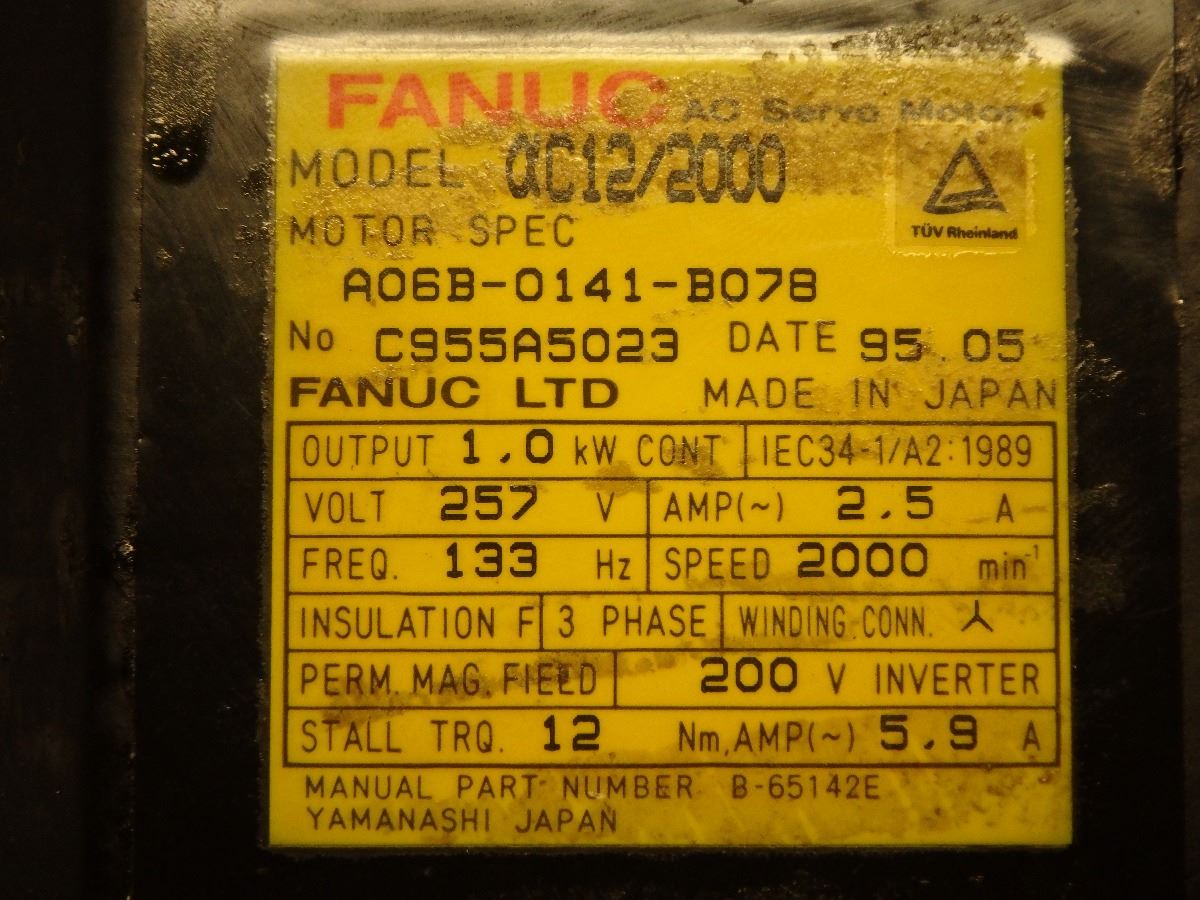 FANUC AC Servo Motor
MODEL αC12/2000
TÜV Rheinland
MOTOR SPEC
A06B-0141-B078
No C955A5023 DATE 95.05
FANUC LTD MADE IN JAPAN
OUTPUT 1.0 kW CONT IEC34-1/A2:1989
VOLT 257 V AMP(~) 2.5 A
FREQ. 133 Hz SPEED 2000 min⁻¹
INSULATION F 3 PHASE WINDING CONN.
PERM. MAG. FIELD 200 V INVERTER
STALL TRQ. 12 Nm, AMP(~) 5.9 A
MANUAL PART NUMBER B-65142E
YAMANASHI JAPAN